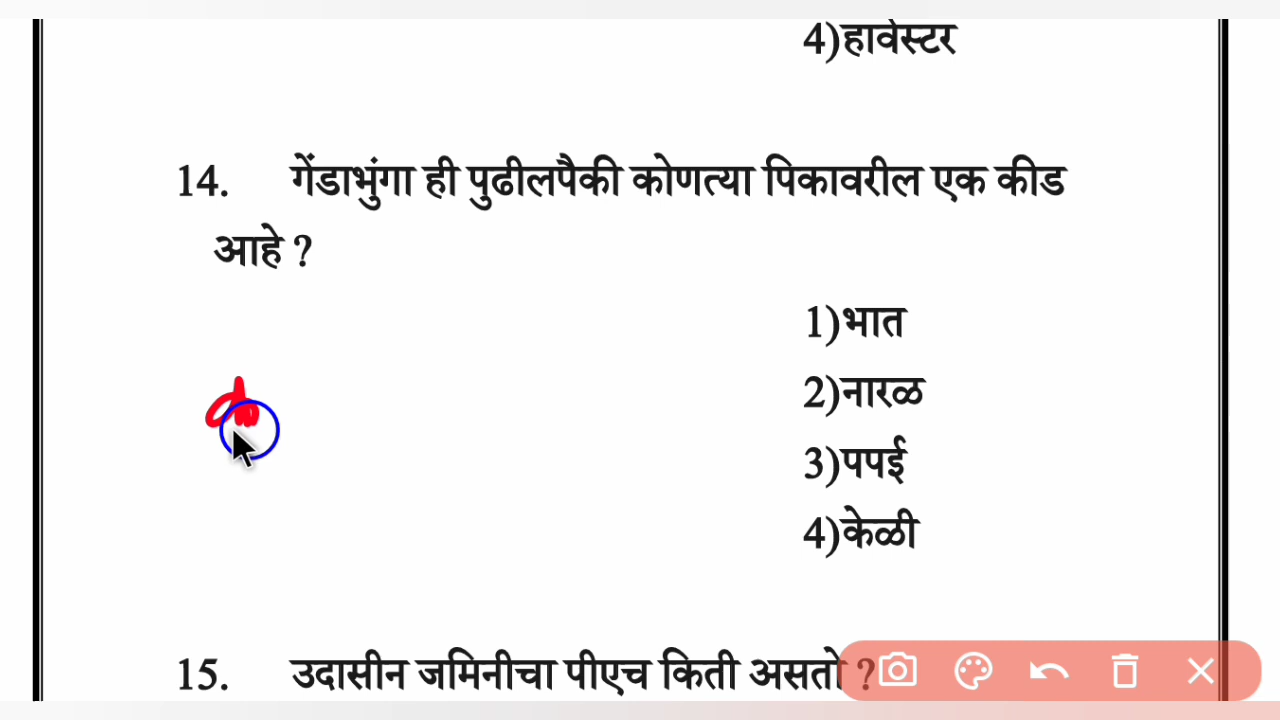 4)हार्वेस्टर
14. गेंडाभुंगा ही पुढीलपैकी कोणत्या पिकावरील एक कीड
आहे ?
1)भात
2)नारळ
3)पपई
4)केळी
15. उदासीन जमिनीचा पीएच किती असतो ?